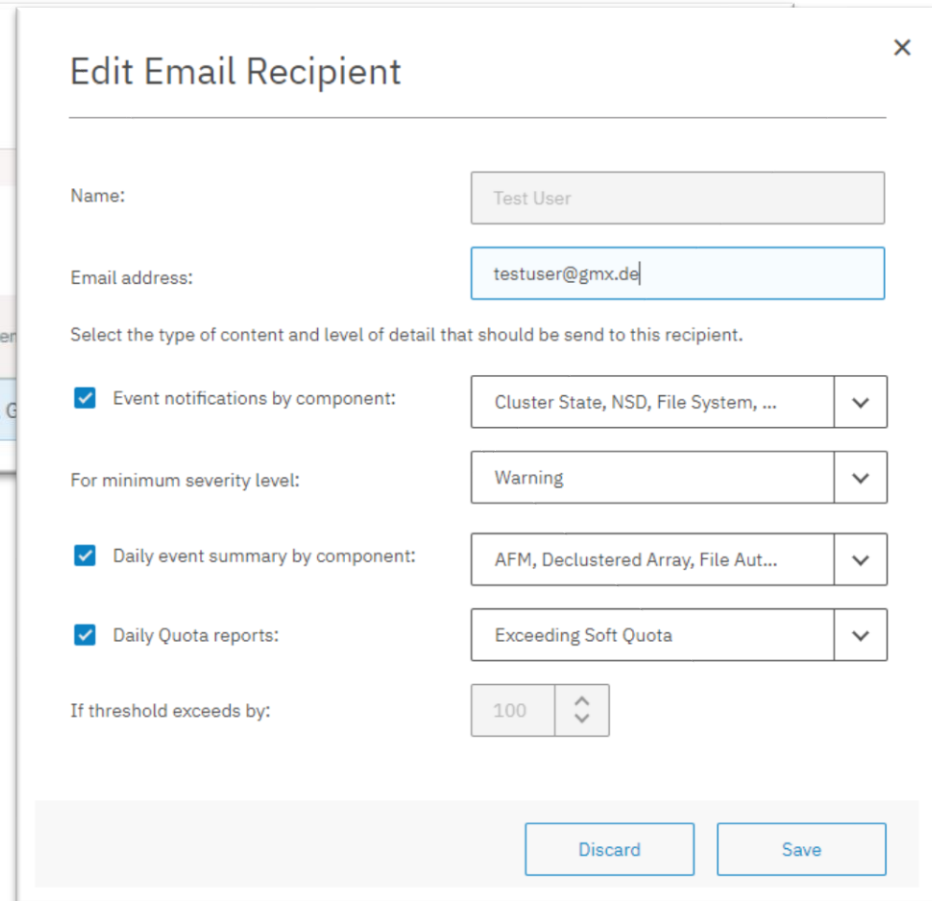 Edit Email Recipient
Name:
Test User
Email address:
testuser@gmx.de
Select the type of content and level of detail that should be send to this recipient.
Event notifications by component:
Cluster State, NSD, File System, ...
For minimum severity level:
Warning
Daily event summary by component:
AFM, Declustered Array, File Aut...
Daily Quota reports:
Exceeding Soft Quota
If threshold exceeds by:
100
Discard
Save